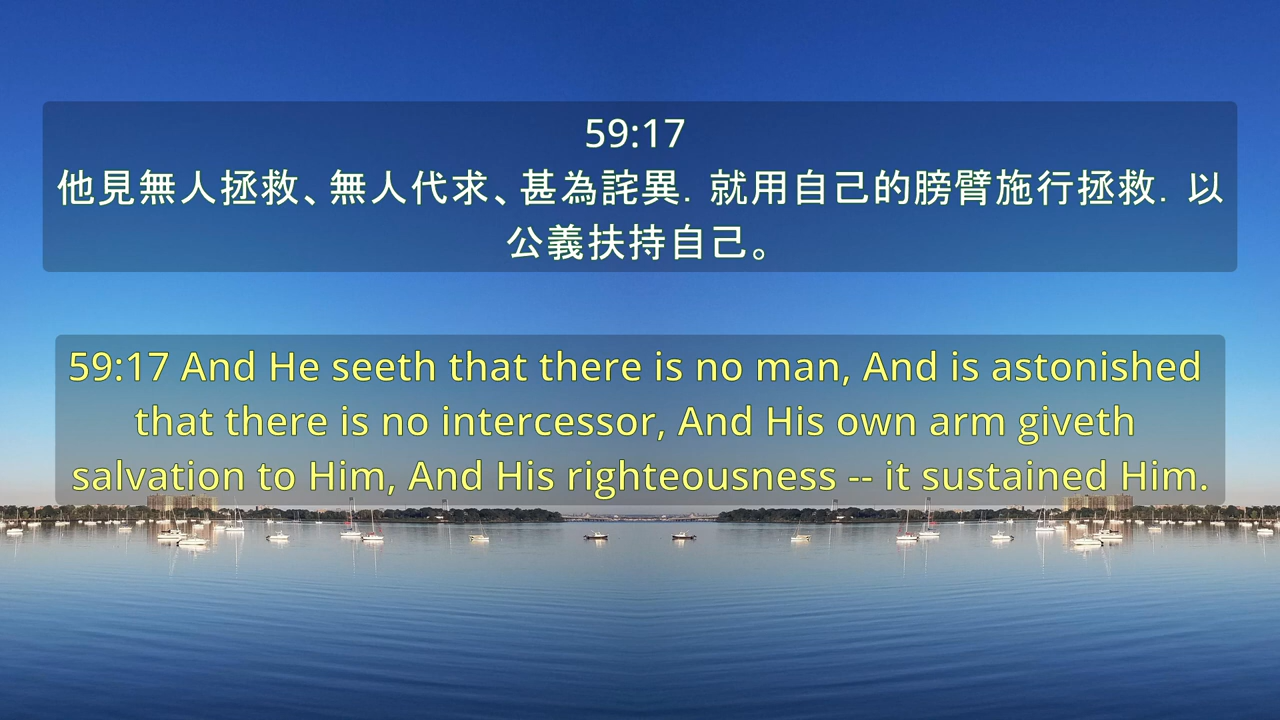 59:17
他見無人拯救、無人代求、甚為詫異．就用自己的膀臂施行拯救．以
公義扶持自己。
59:17 And He seeth that there is no man, And is astonished
that there is no intercessor, And His own arm giveth
salvation to Him, And His righteousness -- it sustained Him.